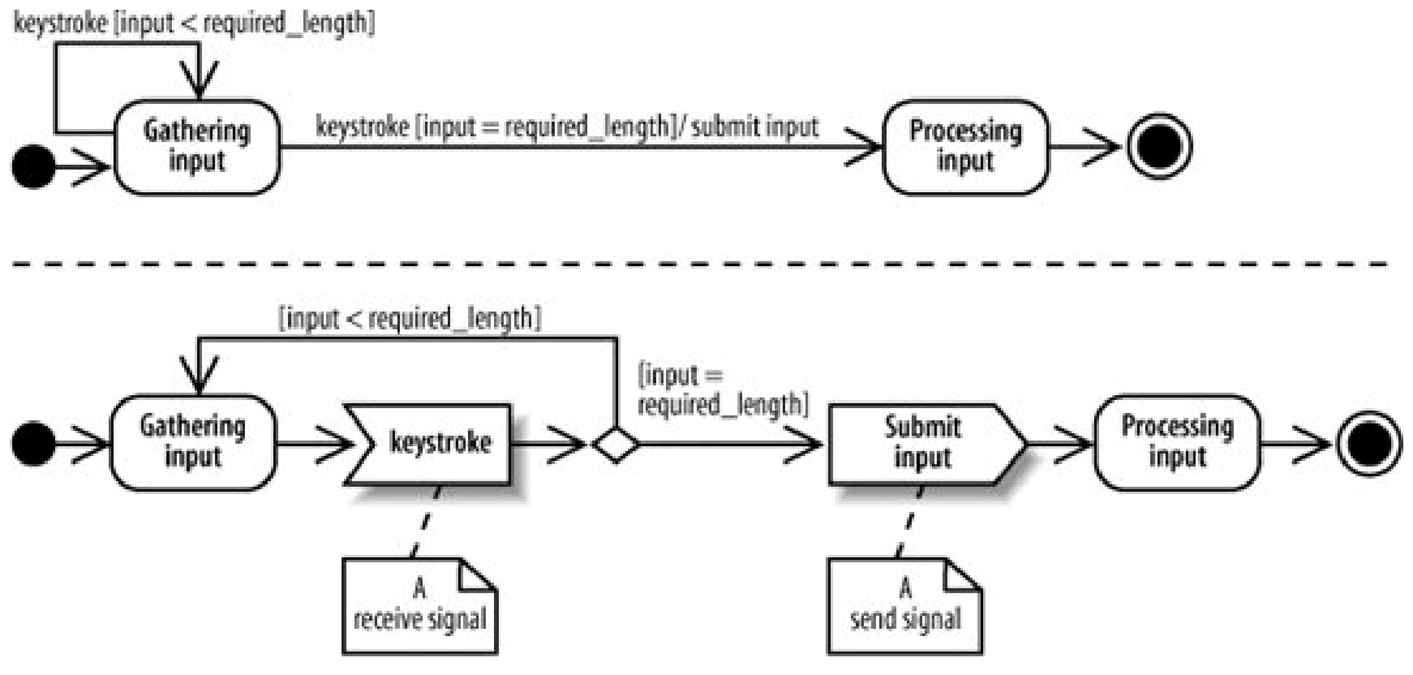 keystroke [input < required_length]
Gathering
input
keystroke [input = required_length]/ submit input
Processing
input
[input < required_length]
[input =
required_length]
Gathering
input
keystroke
Submit
input
Processing
input
A
receive signal
A
send signal